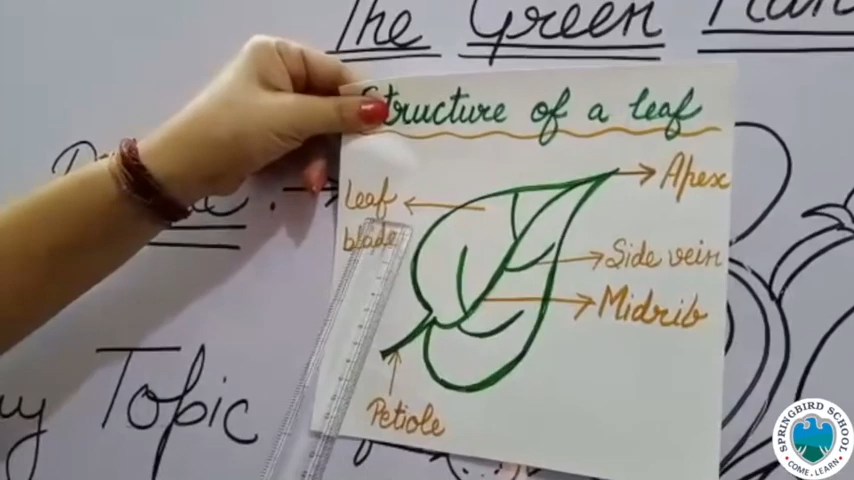 The Green
Structure of a leaf
Apex
leaf
blade
Side vein
Midrib
Petiole
Topic
SPRINGBIRD SCHOOL
COME, LEARN